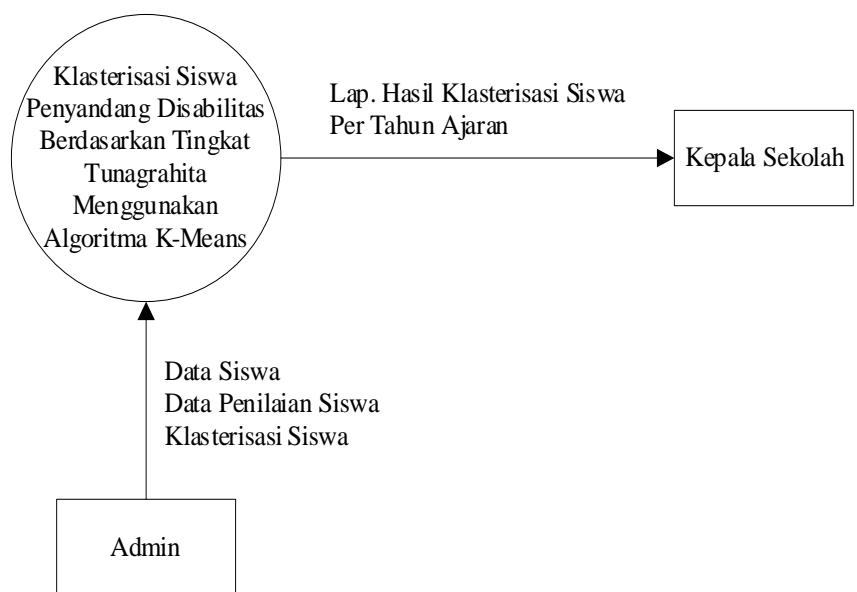 Klasterisasi Siswa
Penyandang Disabilitas
Berdasarkan Tingkat
Tunagrahita
Menggunakan
Algoritma K-Means
Lap. Hasil Klasterisasi Siswa
Per Tahun Ajaran
Kepala Sekolah
Data Siswa
Data Penilaian Siswa
Klasterisasi Siswa
Admin